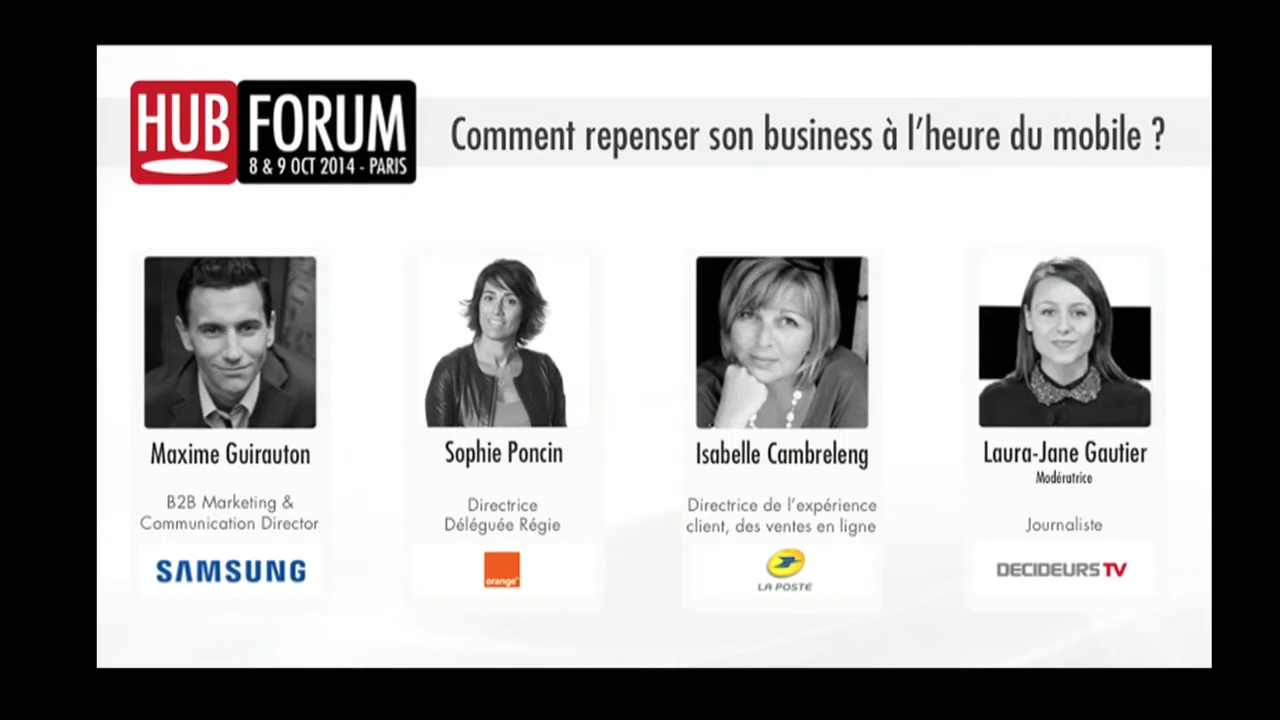 HUB FORUM
8 & 9 OCT 2014 - PARIS
Comment repenser son business à l'heure du mobile ?
Maxime Guirauton
B2B Marketing &
Communication Director
SAMSUNG
Sophie Poncin
Directrice
Déléguée Régie
orange™
Isabelle Cambreleng
Directrice de l'expérience
client, des ventes en ligne
LA POSTE
Laura-Jane Gautier
Modératrice
Journaliste
DECIDEURS TV